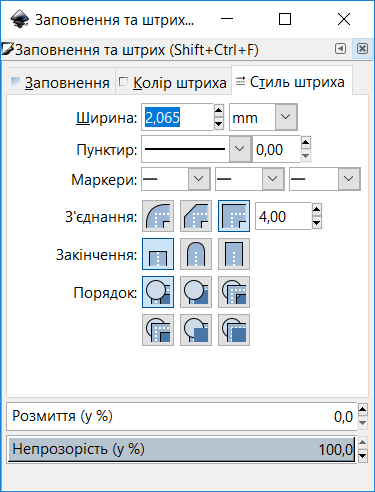 Заповнення та штрих...
Заповнення та штрих (Shift+Ctrl+F)
Заповнення Колір штриха Стиль штриха
Ширина: 2,065 mm
Пунктир: 0,00
Маркери:
З'єднання: 4,00
Закінчення:
Порядок:
Розмиття (у %) 0,0
Непрозорість (у %) 100,0